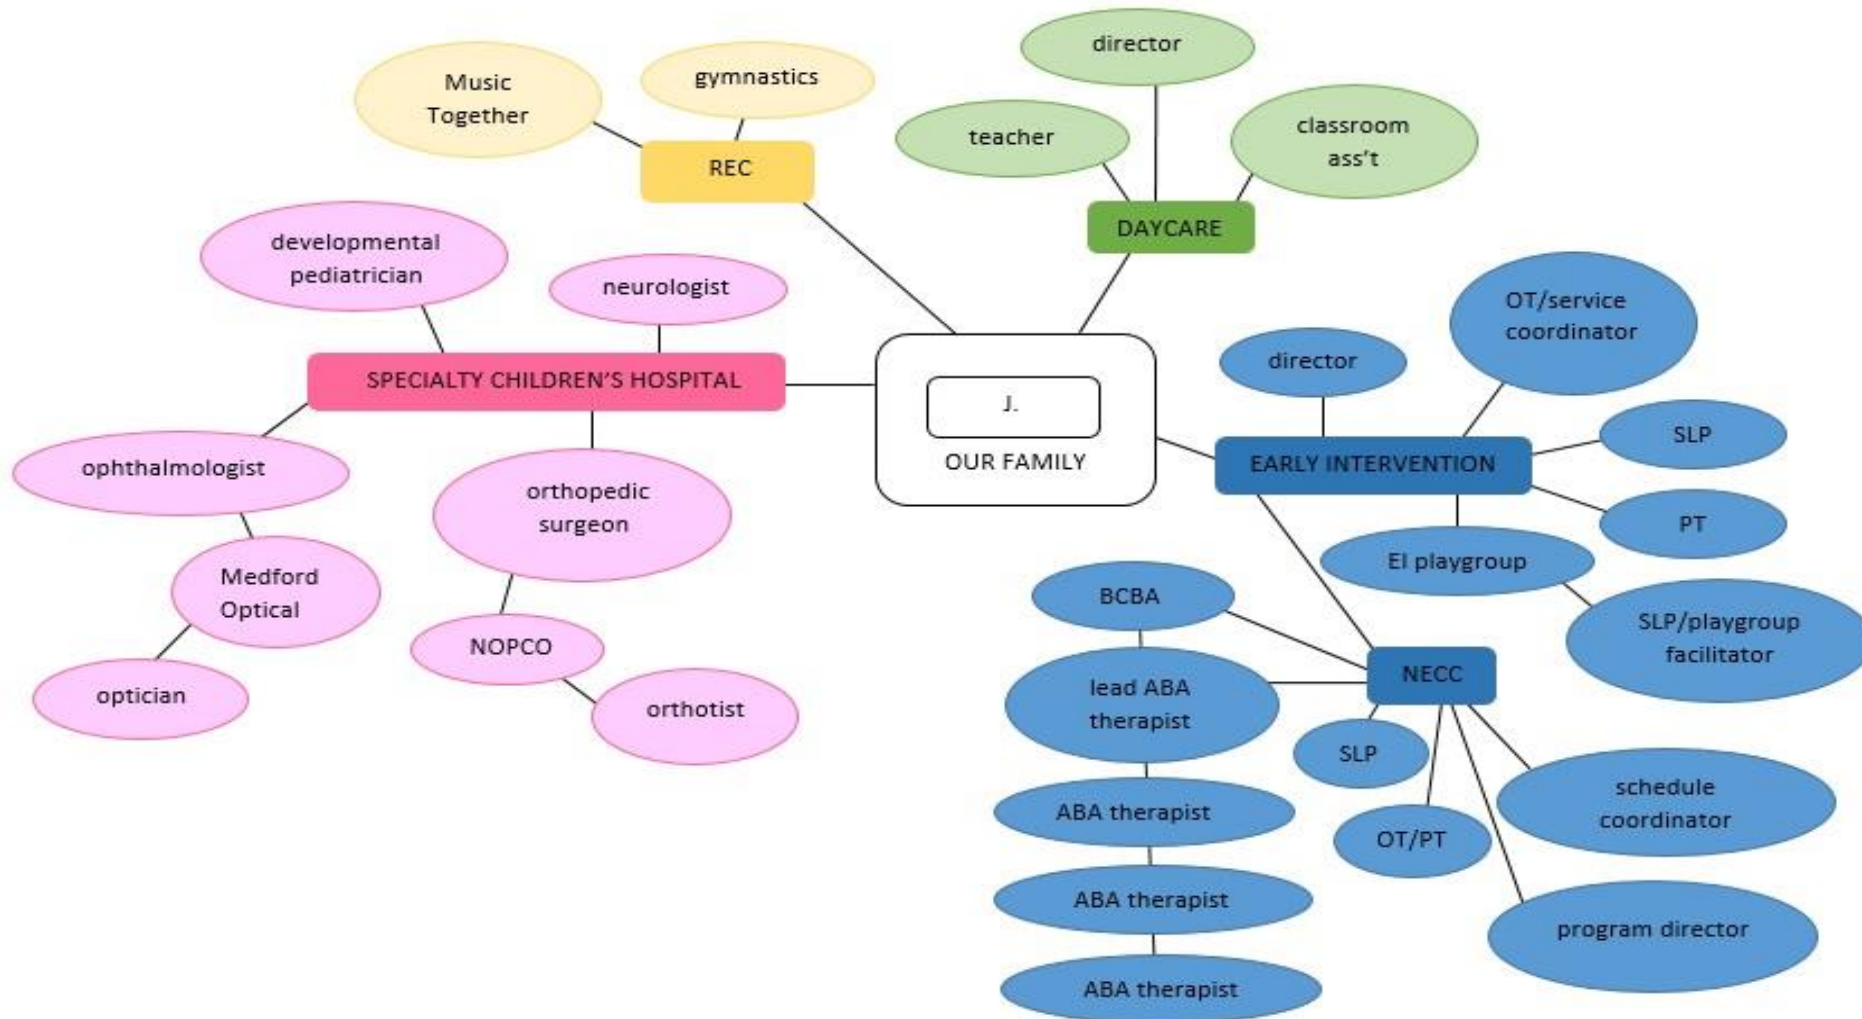 Music
Together
gymnastics
REC
director
teacher
classroom
ass't
DAYCARE
developmental
pediatrician
neurologist
SPECIALTY CHILDREN'S HOSPITAL
ophthalmologist
Medford
Optical
optician
orthopedic
surgeon
NOPCO
orthotist
J.
OUR FAMILY
director
OT/service
coordinator
EARLY INTERVENTION
SLP
PT
EI playgroup
SLP/playgroup
facilitator
NECC
BCBA
lead ABA
therapist
ABA therapist
ABA therapist
ABA therapist
SLP
OT/PT
schedule
coordinator
program director